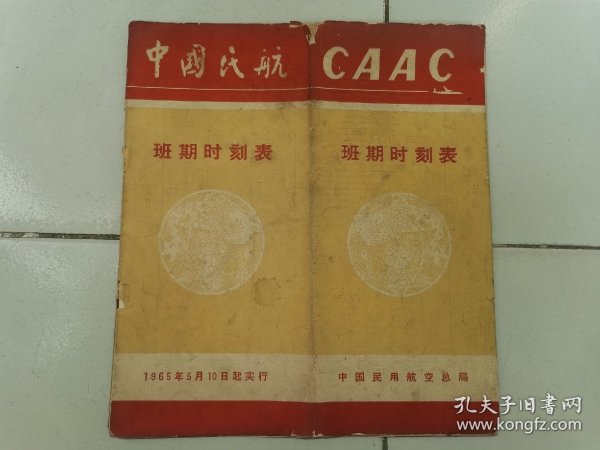 中國民航
班期时刻表
1965年5月10日起实行
CAAC
班期时刻表
中国民用航空总局
孔夫子旧书网
www.kongfz.com